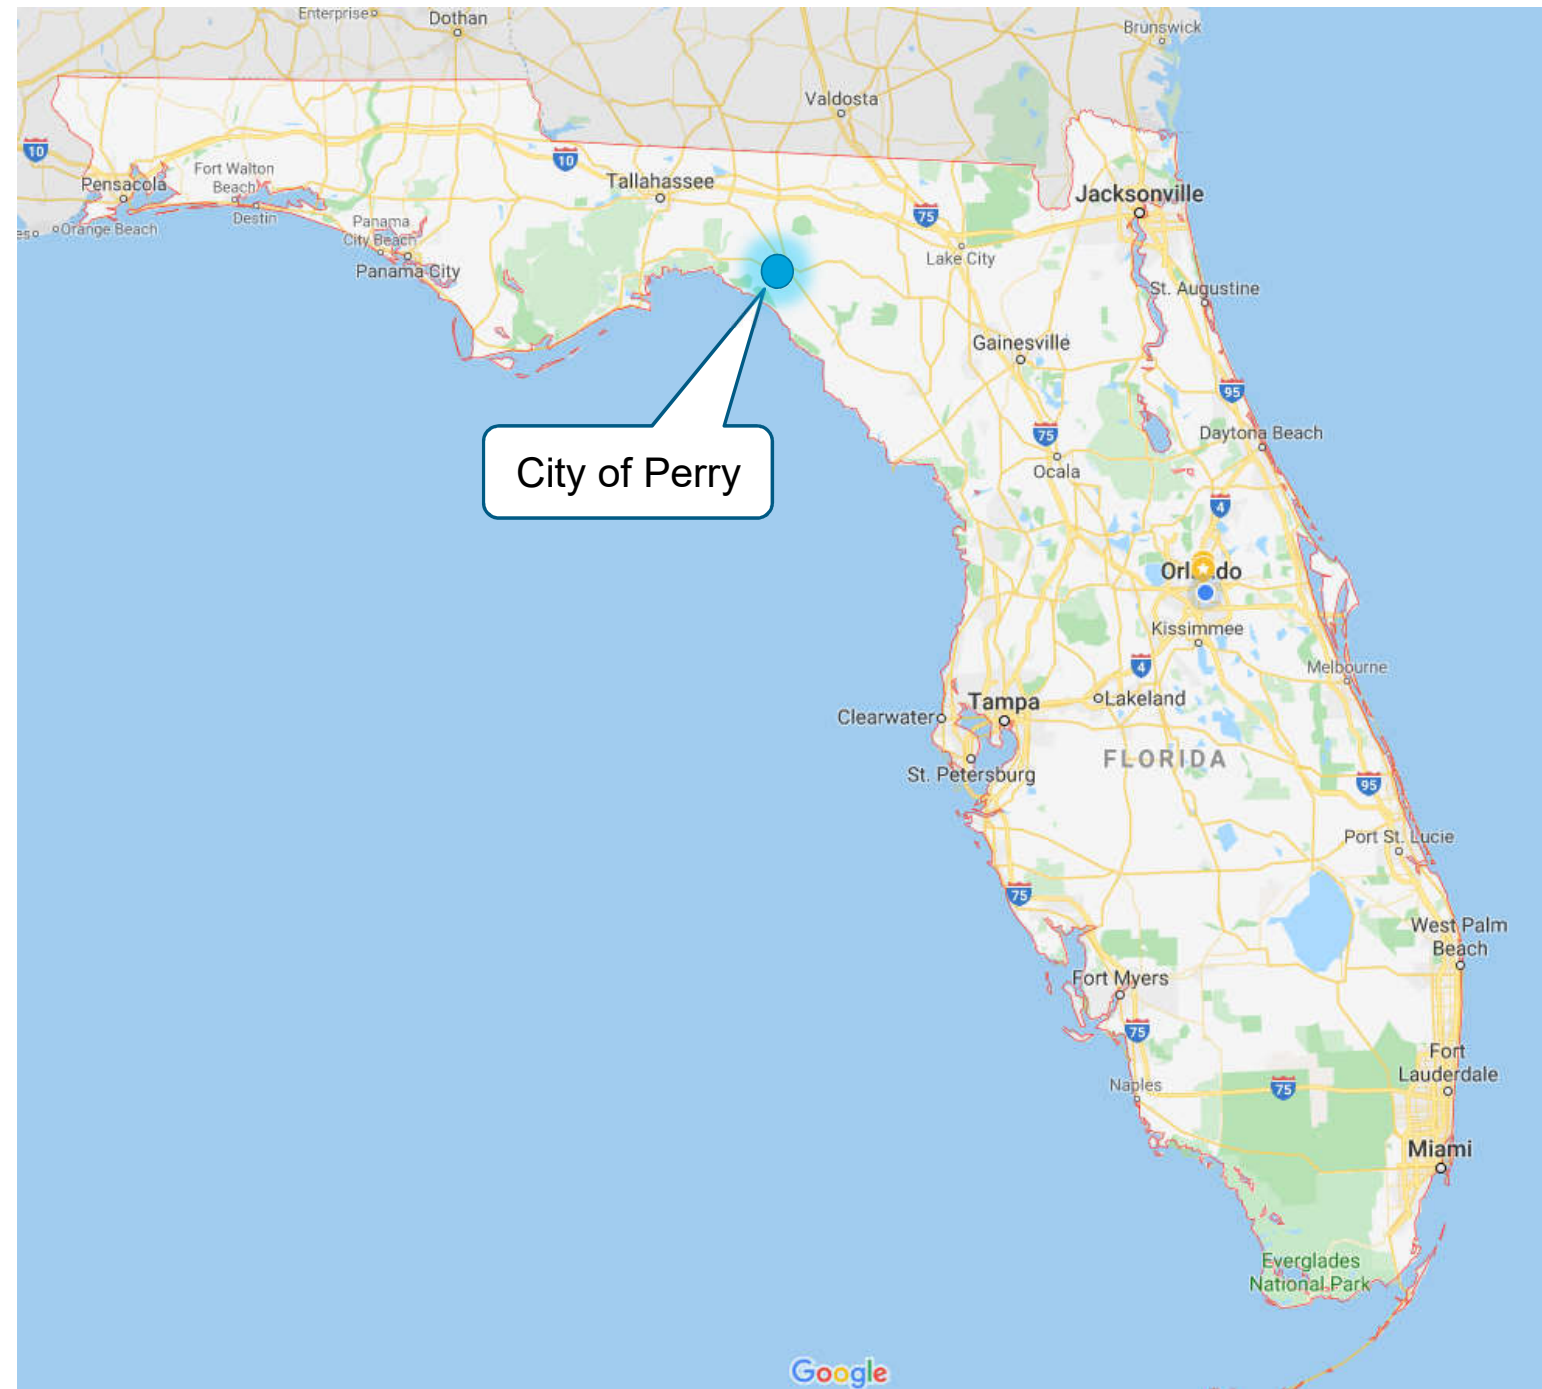 Enterprise
Dothan
Brunswick
Valdosta
10
10
Fort Walton
Beach
Pensacola
Tallahassee
Jacksonville
Destin
Panama
City Beach
75
Orange Beach
Lake City
Panama City
St. Augustine
Gainesville
95
75
Daytona Beach
Ocala
City of Perry
4
Kissimmee
4
Melbourne
Lakeland
Tampa
Clearwater
FLORIDA
St. Petersburg
95
Port St. Lucie
75
West Palm
Beach
Fort Myers
75
Fort
Lauderdale
Naples
75
Miami
Everglades
National Park
Google